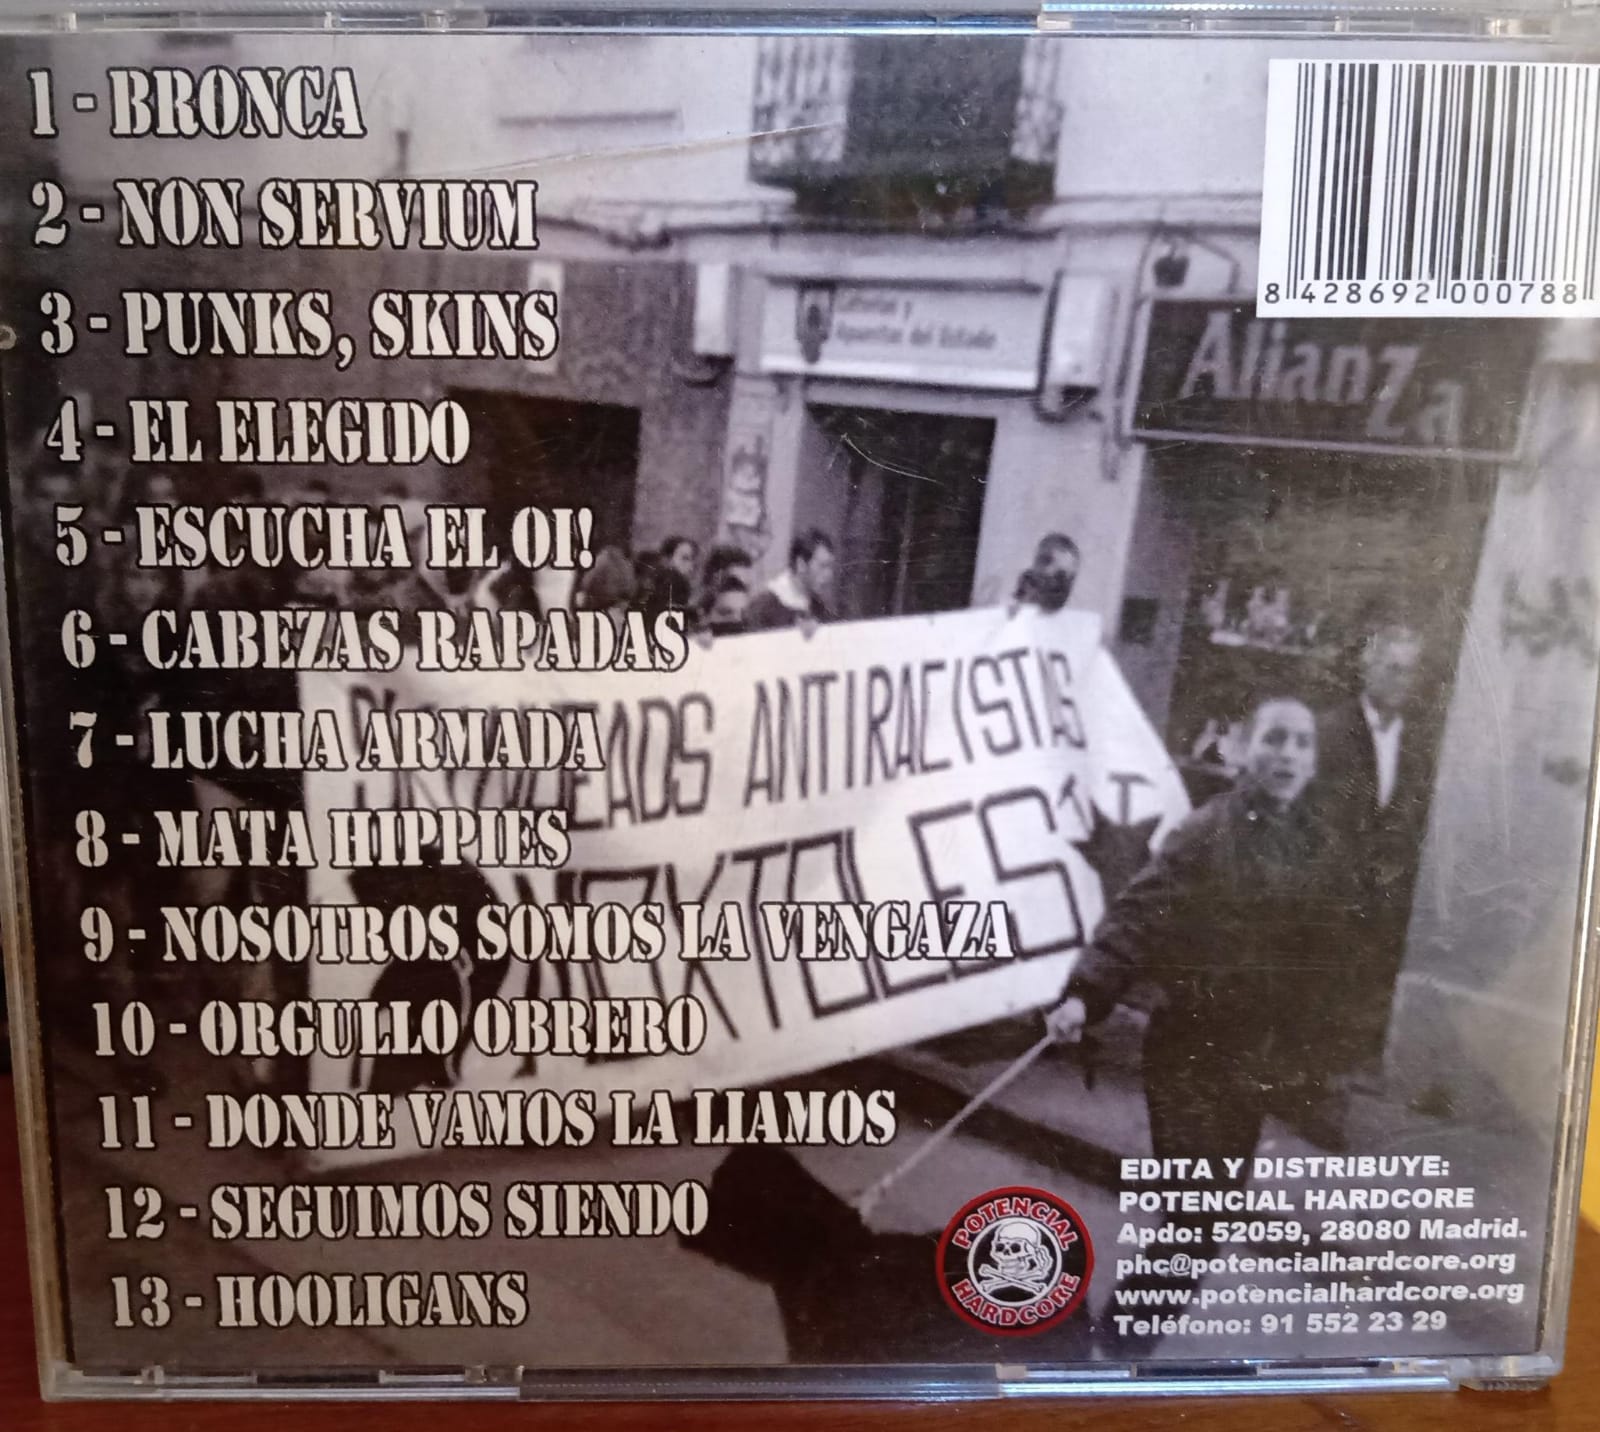 1 - BRONCA
2 - NON SERVIUM
3 - PUNKS, SKINS
4 - EL ELEGIDO
5 - ESCUCHA EL OI!
6 - CABEZAS RAPADAS
7 - LUCHA ARMADA
8 - MATA HIPPIES
9 - NOSOTROS SOMOS LA VENGAZA
10 - ORGULLO OBRERO
11 - DONDE VAMOS LA LIAMOS
12 - SEGUIMOS SIENDO
13 - HOOLIGANS
8 428692 000788
Apuestas del Estado
Alianza
ANTIRACISTAS
POTENCIAL
HARDCORE
EDITA Y DISTRIBUYE:
POTENCIAL HARDCORE
Apdo: 52059, 28080 Madrid.
phc@potencialhardcore.org
www.potencialhardcore.org
Teléfono: 91 552 23 29